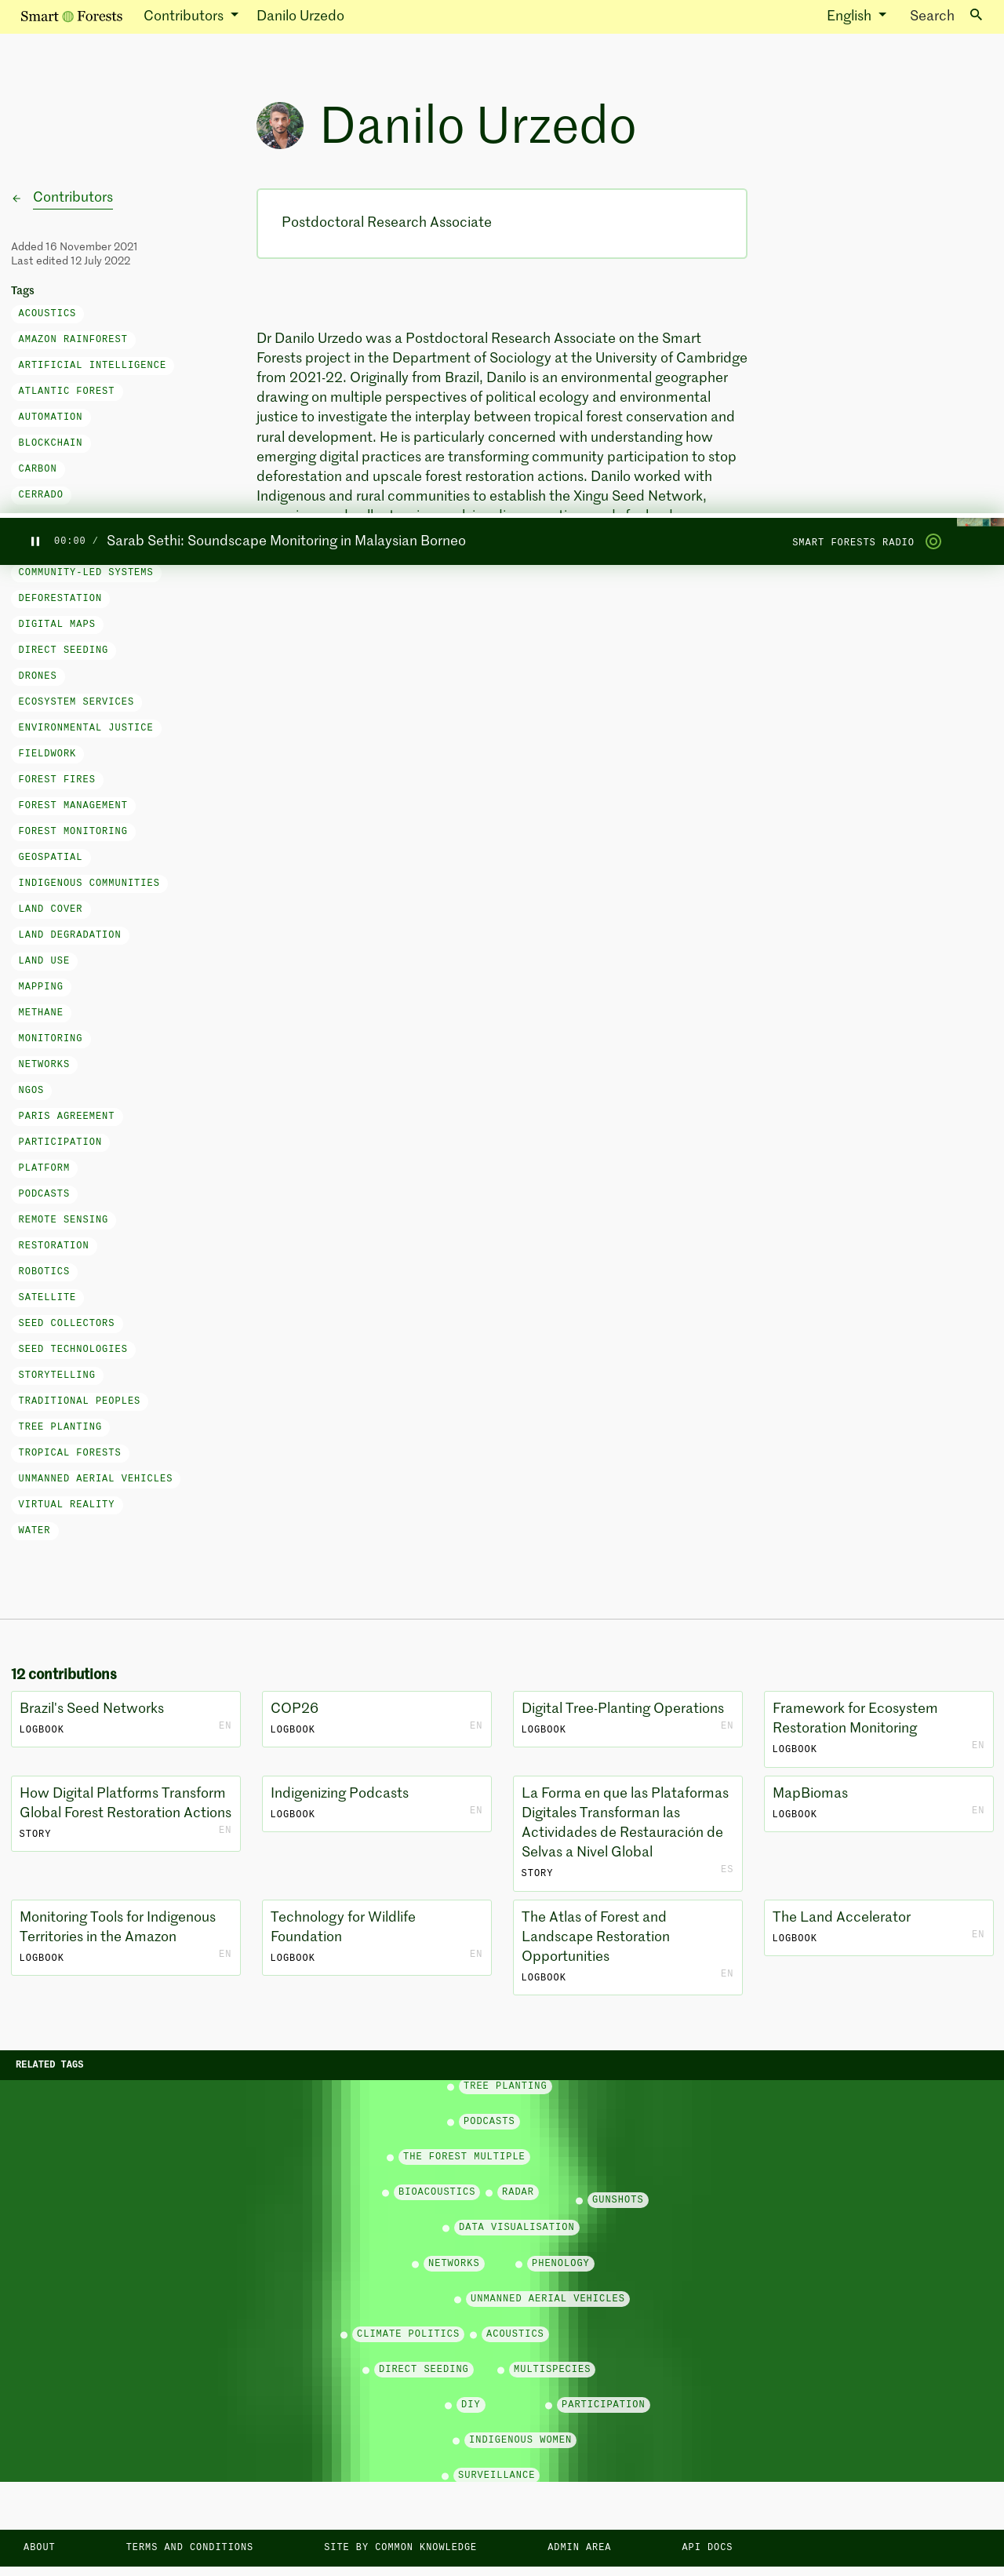 Smart Forests
Contributors
Danilo Urzedo
English
Search
Danilo Urzedo
Contributors
Added 16 November 2021
Last edited 12 July 2022
Tags
ACOUSTICS
AMAZON RAINFOREST
ARTIFICIAL INTELLIGENCE
ATLANTIC FOREST
AUTOMATION
BLOCKCHAIN
CARBON
CERRADO
Postdoctoral Research Associate
Dr Danilo Urzedo was a Postdoctoral Research Associate on the Smart
Forests project in the Department of Sociology at the University of Cambridge
from 2021-22. Originally from Brazil, Danilo is an environmental geographer
drawing on multiple perspectives of political ecology and environmental
justice to investigate the interplay between tropical forest conservation and
rural development. He is particularly concerned with understanding how
emerging digital practices are transforming community participation to stop
deforestation and upscale forest restoration actions. Danilo worked with
Indigenous and rural communities to establish the Xingu Seed Network,
00:00 /
Sarab Sethi: Soundscape Monitoring in Malaysian Borneo
SMART FORESTS RADIO
COMMUNITY-LED SYSTEMS
DEFORESTATION
DIGITAL MAPS
DIRECT SEEDING
DRONES
ECOSYSTEM SERVICES
ENVIRONMENTAL JUSTICE
FIELDWORK
FOREST FIRES
FOREST MANAGEMENT
FOREST MONITORING
GEOSPATIAL
INDIGENOUS COMMUNITIES
LAND COVER
LAND DEGRADATION
LAND USE
MAPPING
METHANE
MONITORING
NETWORKS
NGOS
PARIS AGREEMENT
PARTICIPATION
PLATFORM
PODCASTS
REMOTE SENSING
RESTORATION
ROBOTICS
SATELLITE
SEED COLLECTORS
SEED TECHNOLOGIES
STORYTELLING
TRADITIONAL PEOPLES
TREE PLANTING
TROPICAL FORESTS
UNMANNED AERIAL VEHICLES
VIRTUAL REALITY
WATER
12 contributions
Brazil's Seed Networks
LOGBOOK
EN
COP26
LOGBOOK
EN
Digital Tree-Planting Operations
LOGBOOK
EN
Framework for Ecosystem
Restoration Monitoring
LOGBOOK
EN
How Digital Platforms Transform
Global Forest Restoration Actions
STORY
EN
Indigenizing Podcasts
LOGBOOK
EN
La Forma en que las Plataformas
Digitales Transforman las
Actividades de Restauración de
Selvas a Nivel Global
STORY
ES
MapBiomas
LOGBOOK
EN
Monitoring Tools for Indigenous
Territories in the Amazon
LOGBOOK
EN
Technology for Wildlife
Foundation
LOGBOOK
EN
The Atlas of Forest and
Landscape Restoration
Opportunities
LOGBOOK
EN
The Land Accelerator
LOGBOOK
EN
RELATED TAGS
TREE PLANTING
PODCASTS
THE FOREST MULTIPLE
BIOACOUSTICS
RADAR
GUNSHOTS
DATA VISUALISATION
NETWORKS
PHENOLOGY
UNMANNED AERIAL VEHICLES
CLIMATE POLITICS
ACOUSTICS
DIRECT SEEDING
MULTISPECIES
DIY
PARTICIPATION
INDIGENOUS WOMEN
SURVEILLANCE
ABOUT
TERMS AND CONDITIONS
SITE BY COMMON KNOWLEDGE
ADMIN AREA
API DOCS